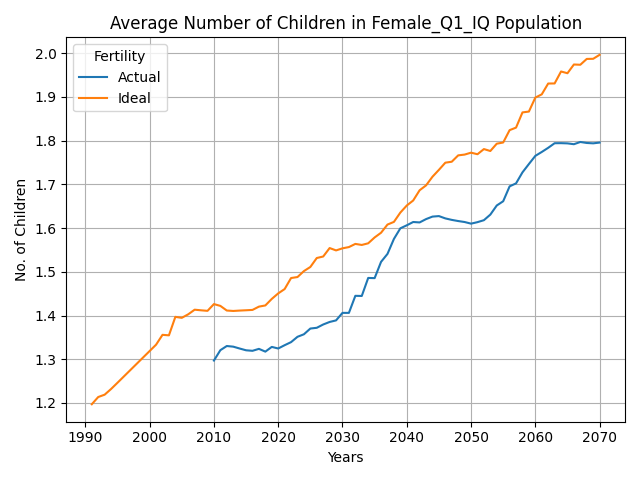 Average Number of Children in Female_Q1_IQ Population
Fertility
Actual
Ideal
No. of Children
2.0
1.9
1.8
1.7
1.6
1.5
1.4
1.3
1.2
1990 2000 2010 2020 2030 2040 2050 2060 2070
Years